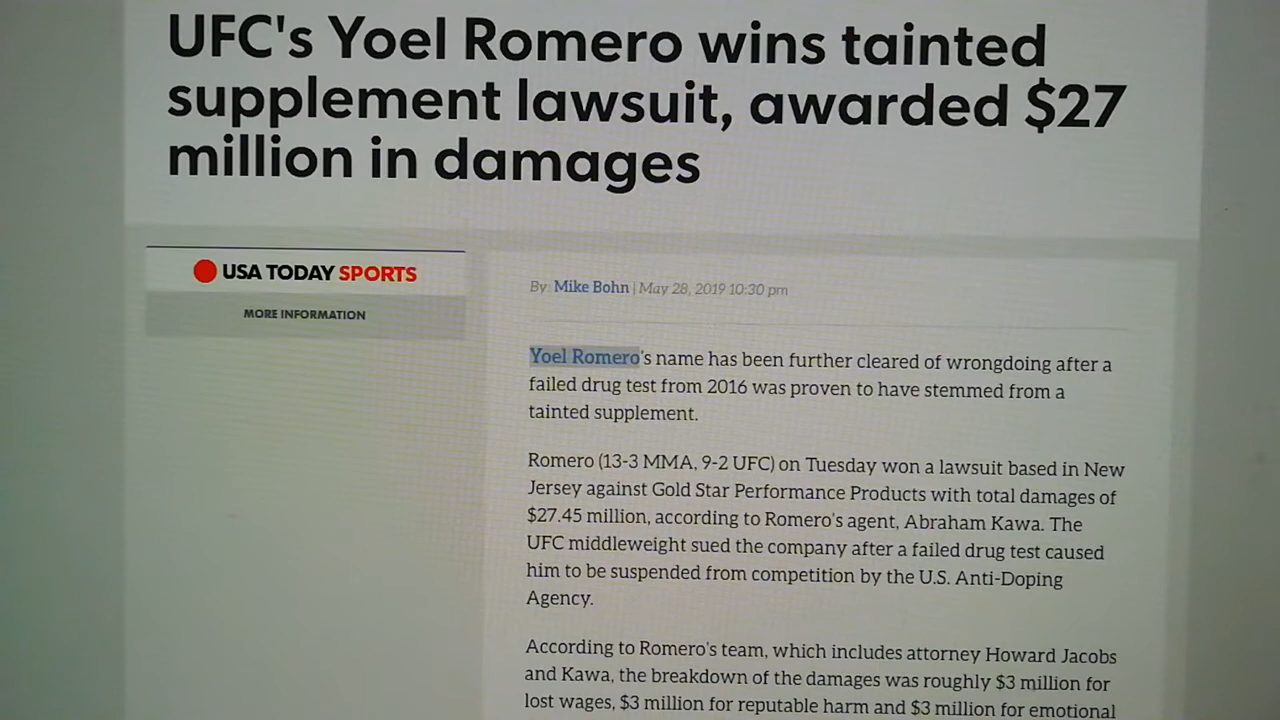 UFC's Yoel Romero wins tainted
supplement lawsuit, awarded $27
million in damages
USA TODAY SPORTS
MORE INFORMATION
By: Mike Bohn | May 28, 2019 10:30 pm
Yoel Romero's name has been further cleared of wrongdoing after a
failed drug test from 2016 was proven to have stemmed from a
tainted supplement.
Romero (13-3 MMA, 9-2 UFC) on Tuesday won a lawsuit based in New
Jersey against Gold Star Performance Products with total damages of
$27.45 million, according to Romero's agent, Abraham Kawa. The
UFC middleweight sued the company after a failed drug test caused
him to be suspended from competition by the U.S. Anti-Doping
Agency.
According to Romero's team, which includes attorney Howard Jacobs
and Kawa, the breakdown of the damages was roughly $3 million for
lost wages, $3 million for reputable harm and $3 million for emotional